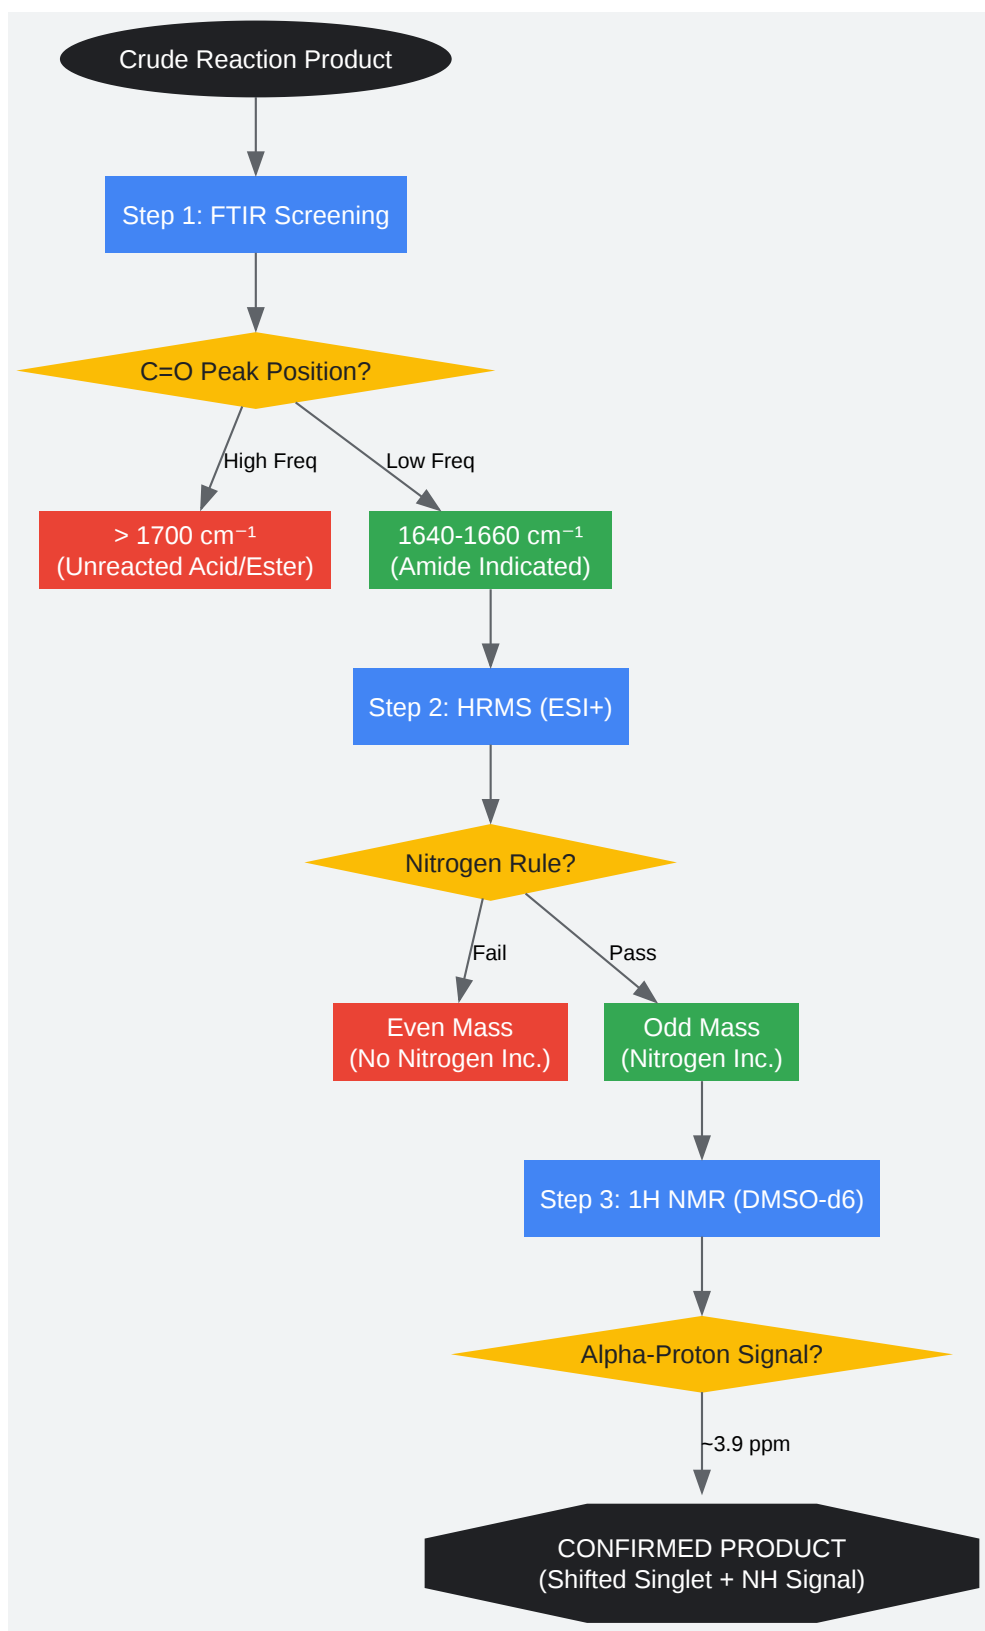 Crude Reaction Product
Step 1: FTIR Screening
C=O Peak Position?
High Freq
Low Freq
> 1700 cm⁻¹
(Unreacted Acid/Ester)
1640-1660 cm⁻¹
(Amide Indicated)
Step 2: HRMS (ESI+)
Nitrogen Rule?
Fail
Pass
Even Mass
(No Nitrogen Inc.)
Odd Mass
(Nitrogen Inc.)
Step 3: 1H NMR (DMSO-d6)
Alpha-Proton Signal?
~3.9 ppm
CONFIRMED PRODUCT
(Shifted Singlet + NH Signal)